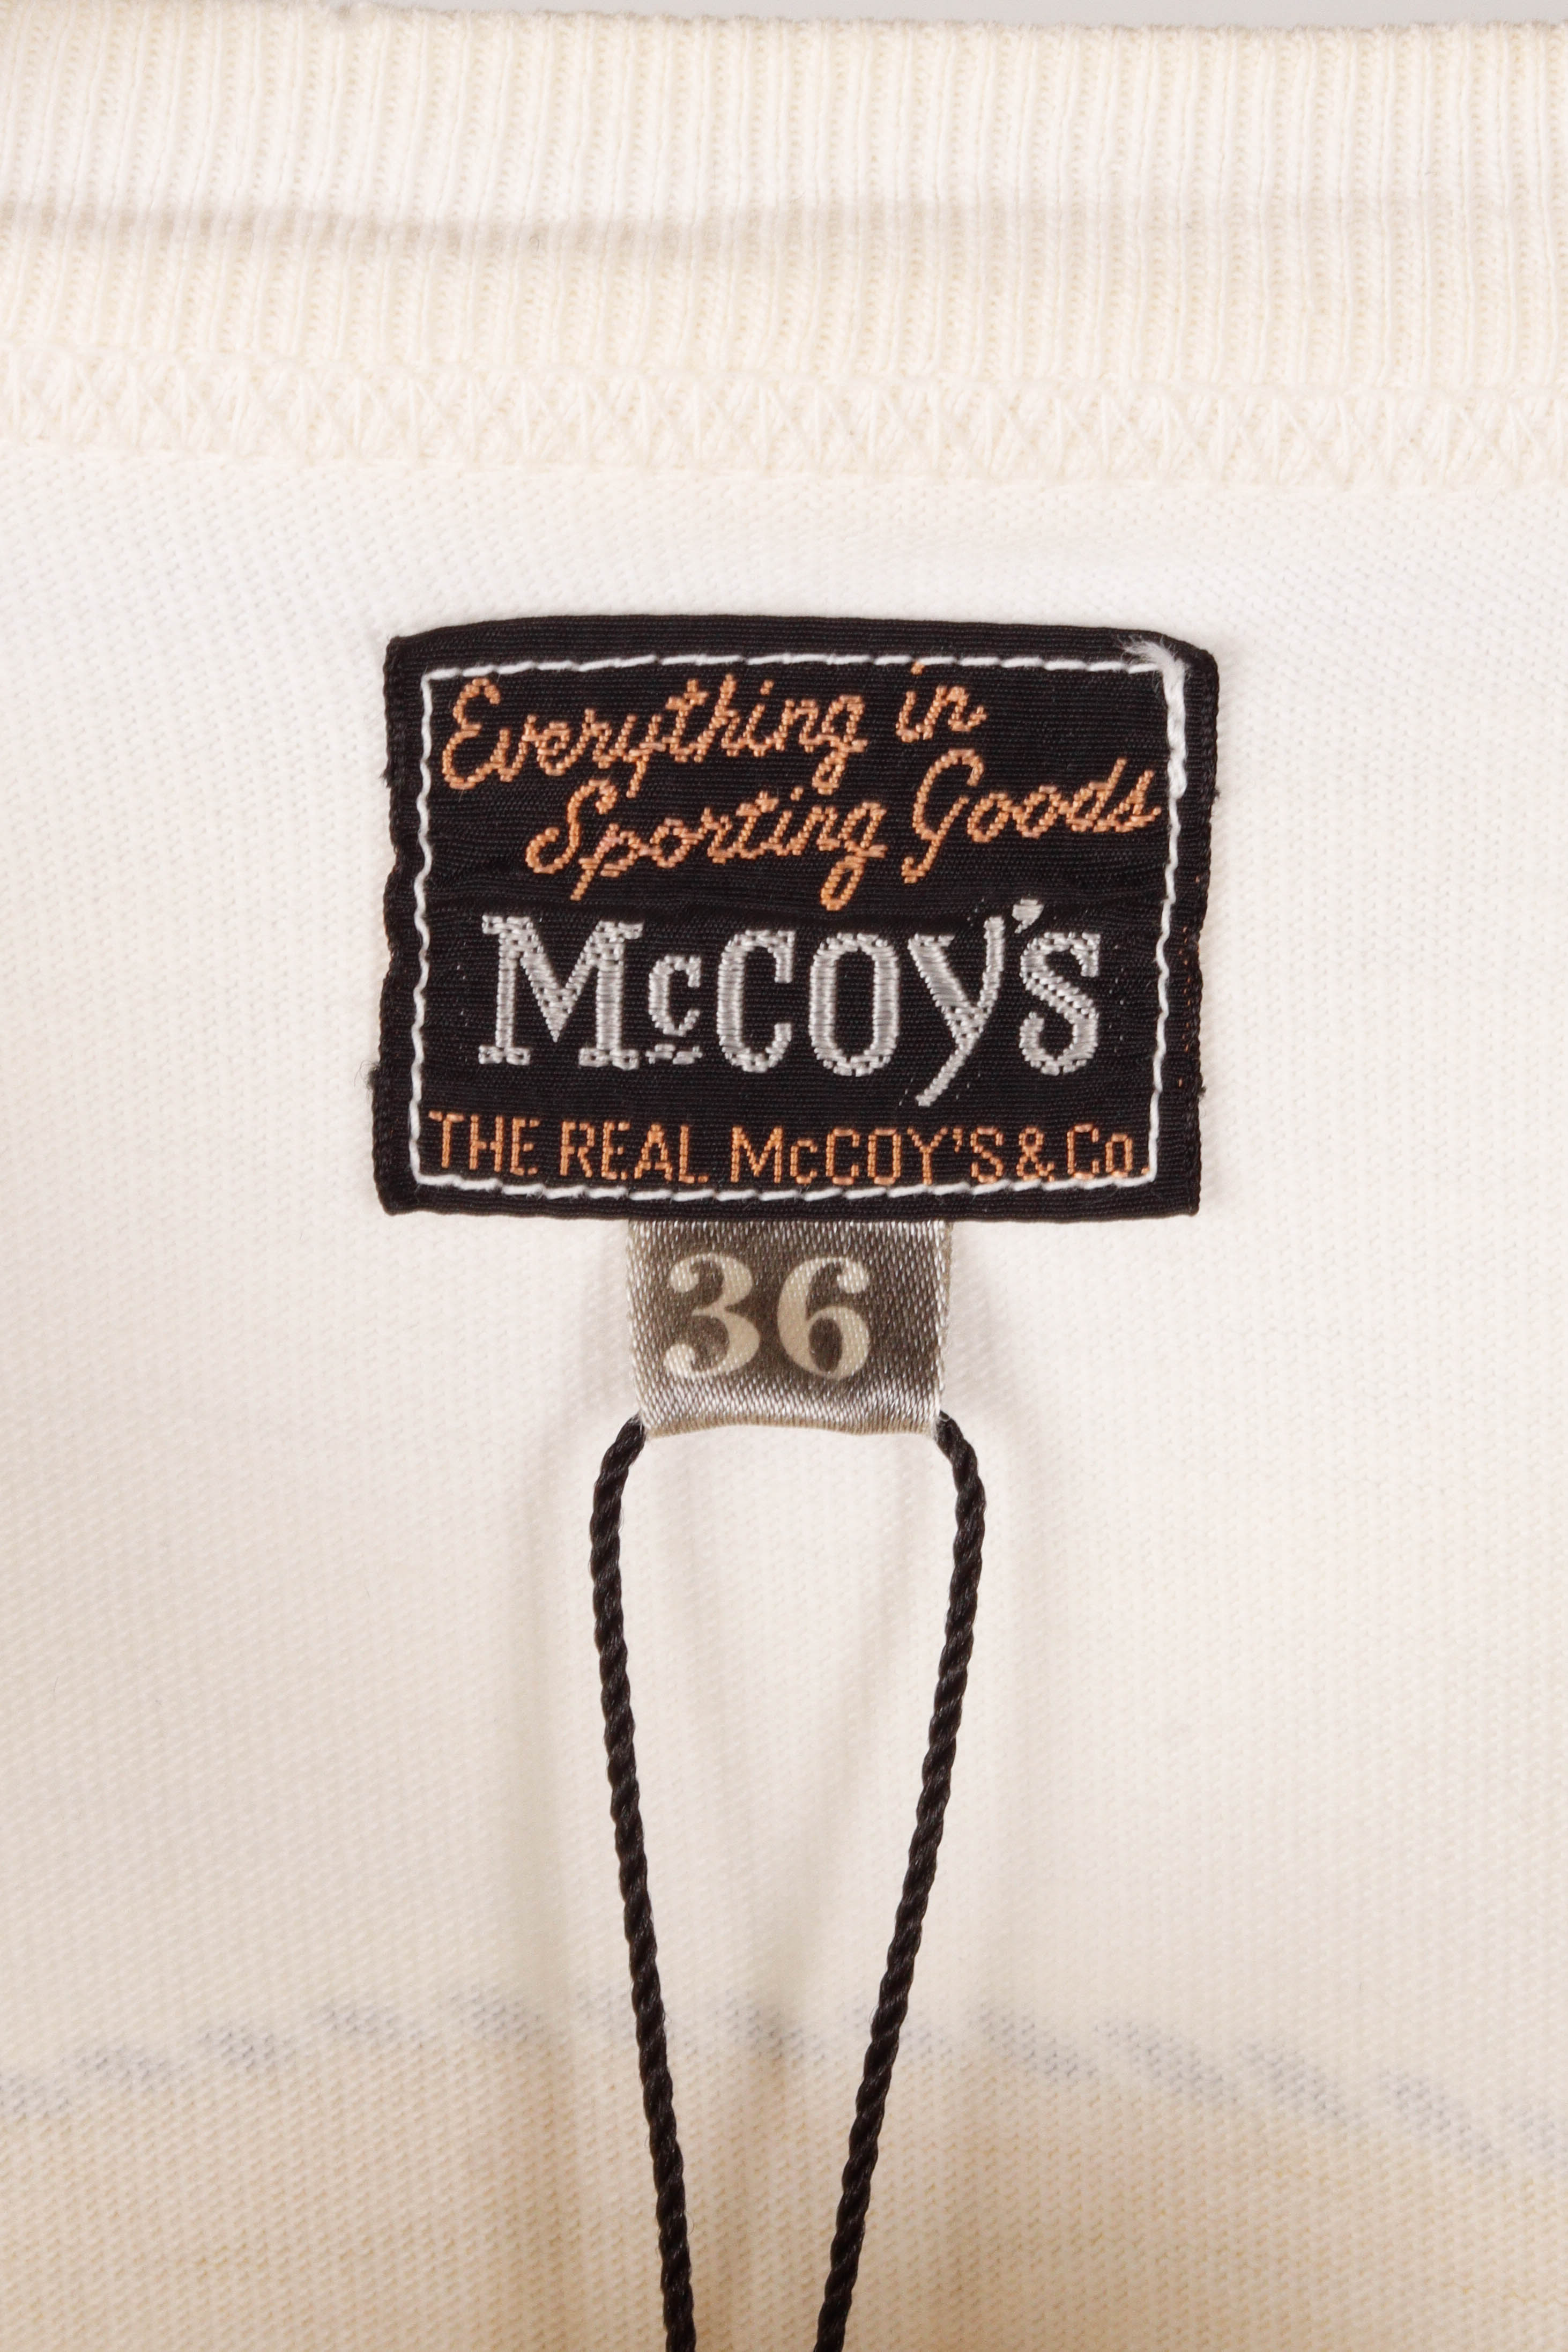 Everything in
Sporting Goods
McCOY'S
THE REAL McCOY'S & Co.
36